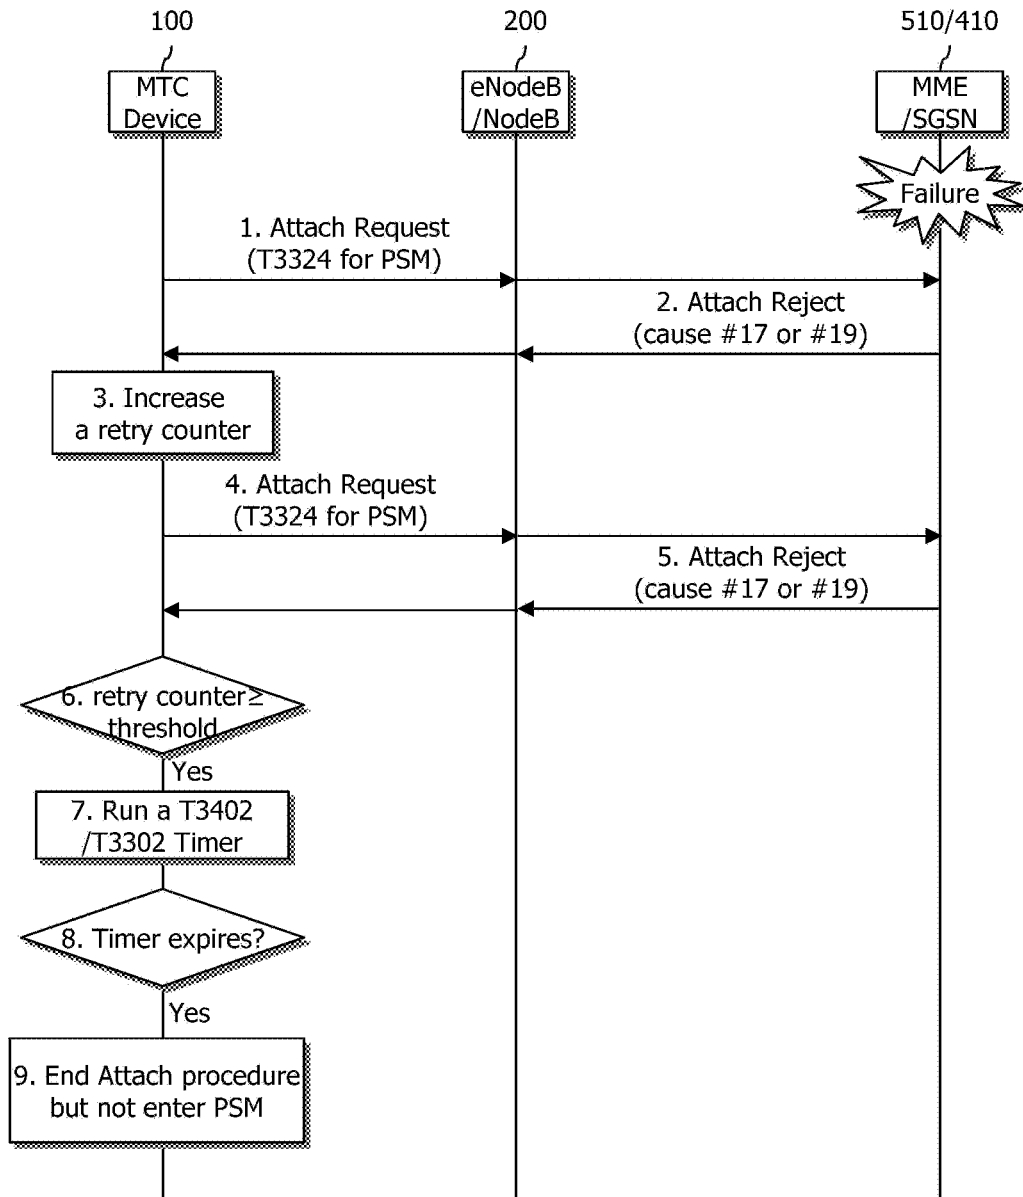 100
200
510/410
MTC
Device
eNodeB
/NodeB
MME
/SGSN
Failure
1. Attach Request
(T3324 for PSM)
2. Attach Reject
(cause #17 or #19)
3. Increase
a retry counter
4. Attach Request
(T3324 for PSM)
5. Attach Reject
(cause #17 or #19)
6. retry counter≥
threshold
Yes
7. Run a T3402
/T3302 Timer
8. Timer expires?
Yes
9. End Attach procedure
but not enter PSM